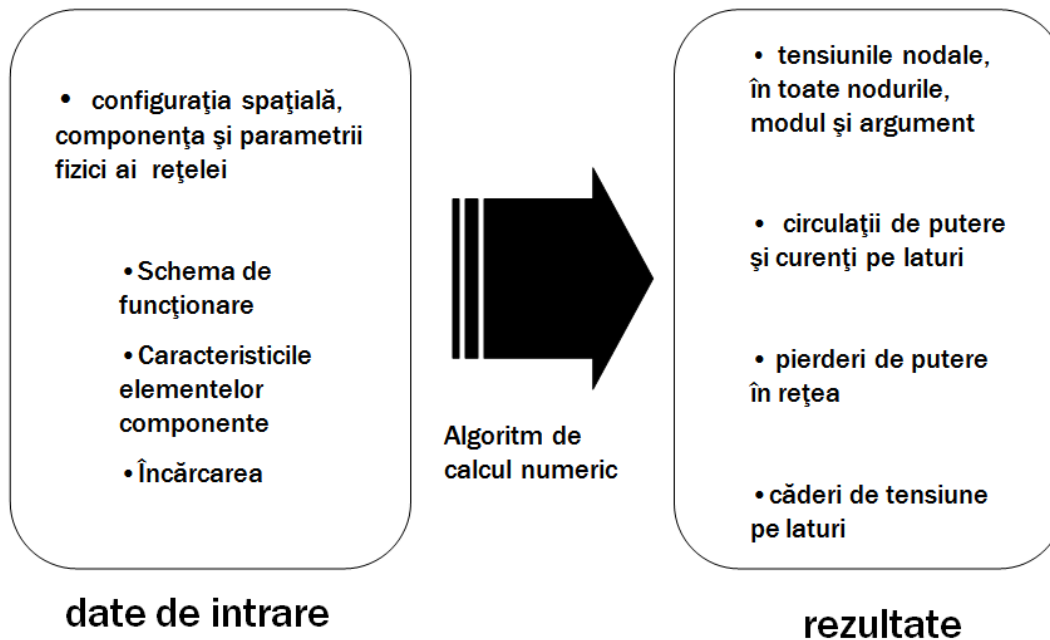 • configuraţia spaţială,
componenţa şi parametrii
fizici ai reţelei
•Schema de
funcţionare
•Caracteristicile
elementelor
componente
•Încărcarea
date de intrare
Algoritm de
calcul numeric
• tensiunile nodale,
în toate nodurile,
modul şi argument
• circulaţii de putere
şi curenţi pe laturi
• pierderi de putere
în reţea
•căderi de tensiune
pe laturi
rezultate